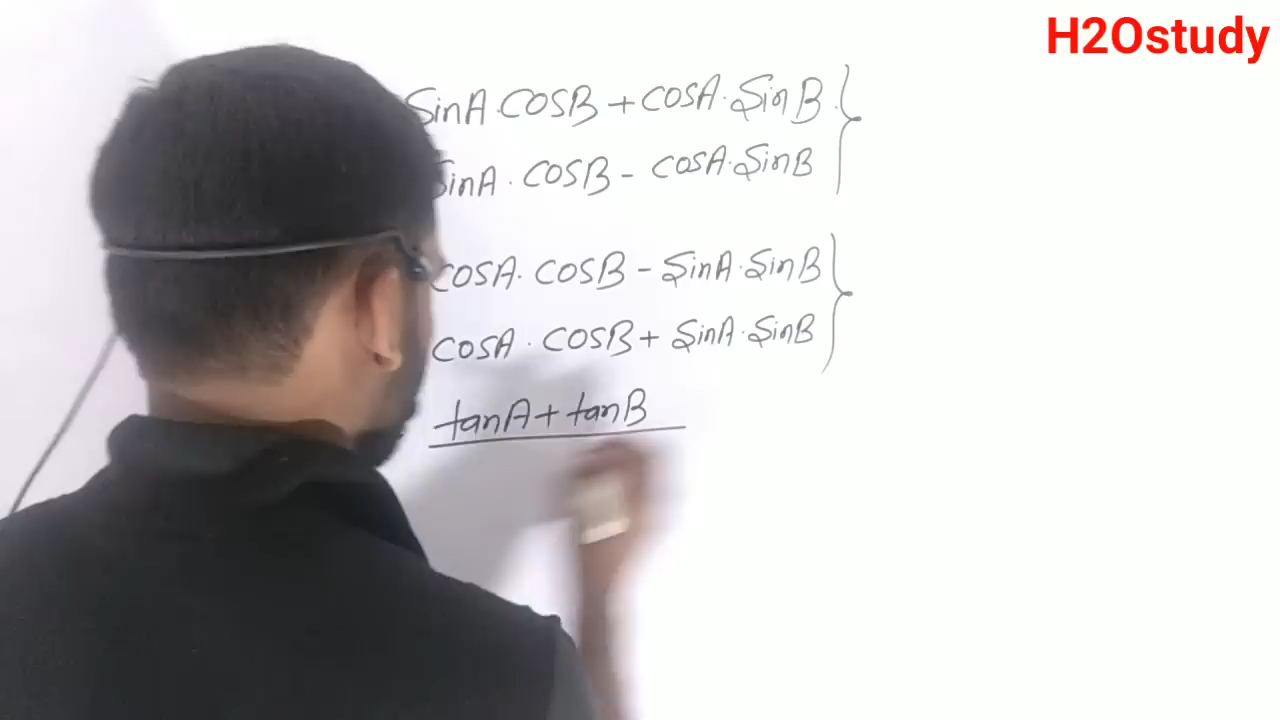 H2Ostudy
SinA · COSB + COSA · SinB
SinA · COSB - COSA · SinB
COSA · COSB - SinA · SinB
COSA · COSB + SinA · SinB
tanA + tanB